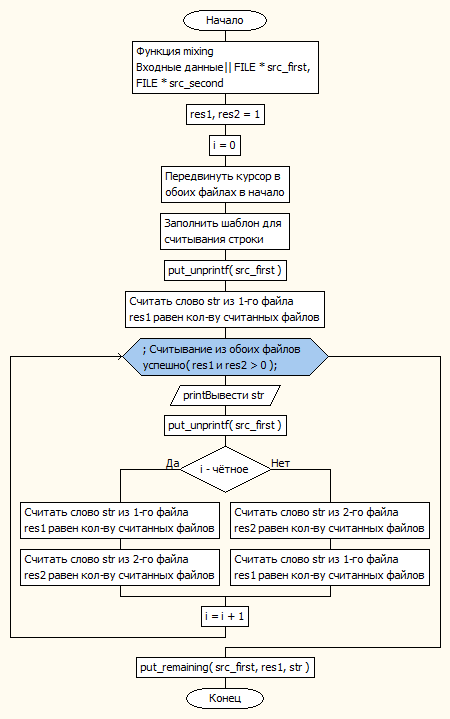 Начало
Функция mixing
Входные данные|| FILE * src_first,
FILE * src_second
res1, res2 = 1
i = 0
Передвинуть курсор в
обоих файлах в начало
Заполнить шаблон для
считывания строки
put_unprintf( src_first )
Считать слово str из 1-го файла
res1 равен кол-ву считанных файлов
; Считывание из обоих файлов
успешно( res1 и res2 > 0 );
printВывести str
put_unprintf( src_first )
Да
i - чётное
Нет
Считать слово str из 1-го файла
res1 равен кол-ву считанных файлов
Считать слово str из 2-го файла
res2 равен кол-ву считанных файлов
Считать слово str из 2-го файла
res2 равен кол-ву считанных файлов
Считать слово str из 1-го файла
res1 равен кол-ву считанных файлов
i = i + 1
put_remaining( src_first, res1, str )
Конец